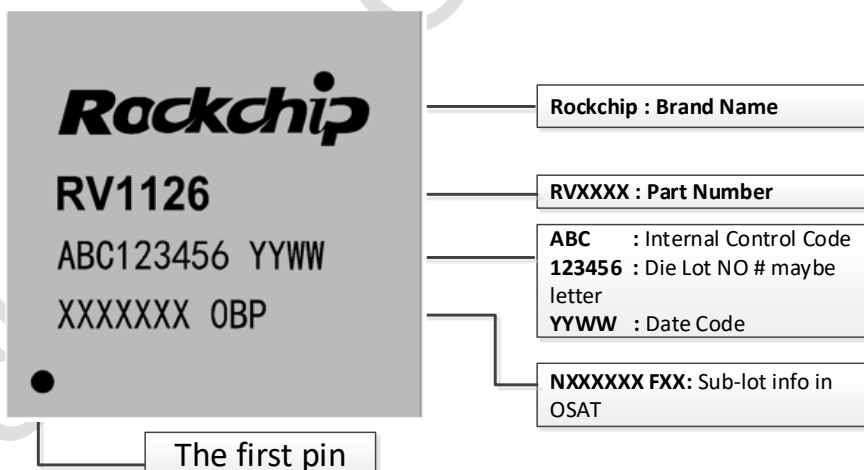 Rockchip
RV1126
ABC123456 YYWW
XXXXXXX 0BP
Rockchip : Brand Name
RVXXXX : Part Number
ABC : Internal Control Code
123456 : Die Lot NO # maybe
letter
YYWW : Date Code
NXXXXXX FXX: Sub-lot info in
OSAT
The first pin